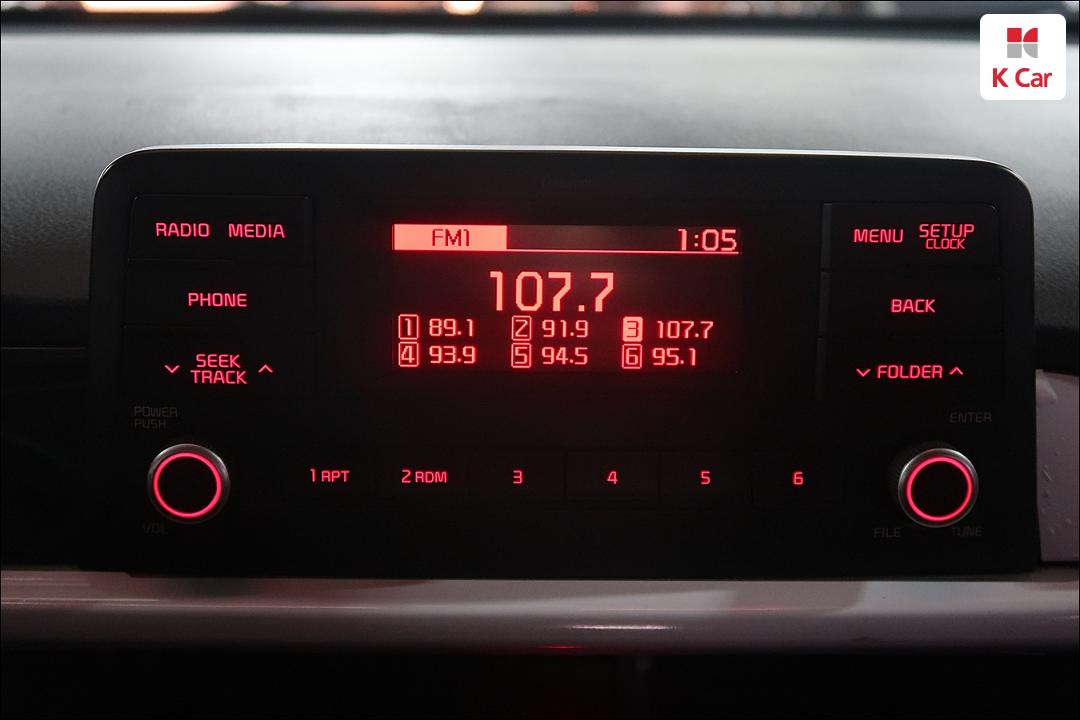 K Car
RADIO MEDIA
PHONE
SEEK
TRACK
POWER
PUSH
VOL
FM1 1:05
107.7
1 89.1 2 91.9 3 107.7
4 93.9 5 94.5 6 95.1
MENU SETUP
CLOCK
BACK
FOLDER
ENTER
FILE TUNE
1 RPT 2 RDM 3 4 5 6